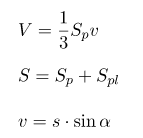 V = \frac{1}{3} S_p v
S = S_p + S_{pl}
v = s \cdot \sin \alpha